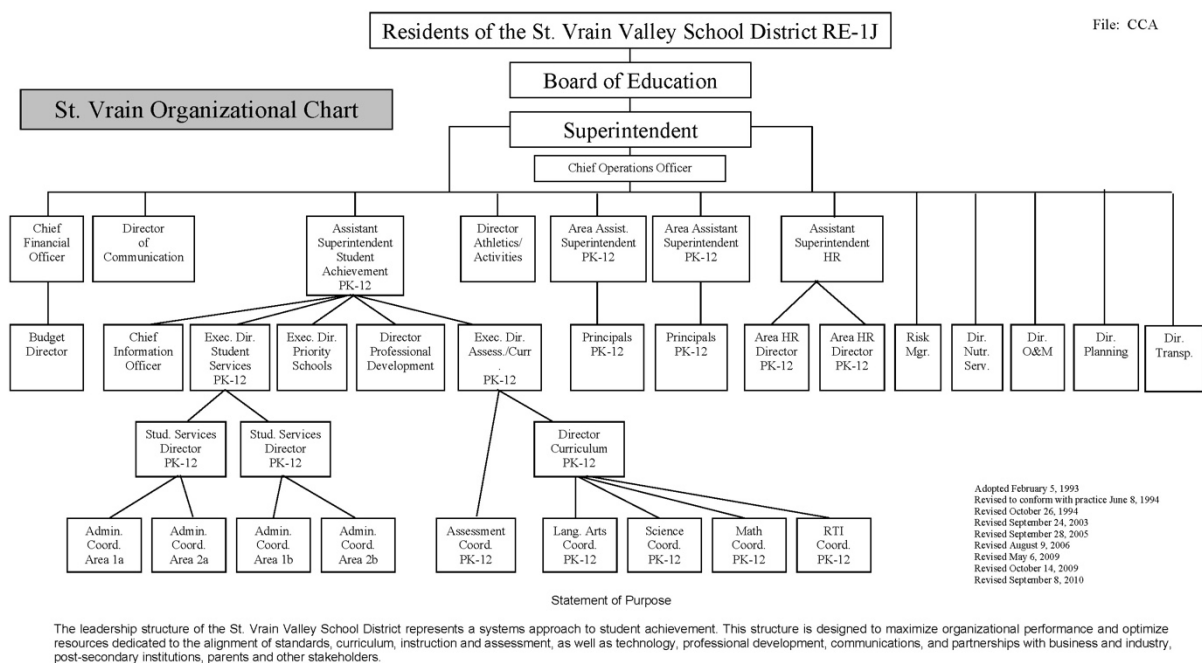 Residents of the St. Vrain Valley School District RE-1J
File: CCA
Board of Education
St. Vrain Organizational Chart
Superintendent
Chief Operations Officer
Chief
Financial
Officer
Director
of
Communication
Assistant
Superintendent
Student
Achievement
PK-12
Director
Athletics/
Activities
Area Assist.
Superintendent
PK-12
Area Assistant
Superintendent
PK-12
Assistant
Superintendent
HR
Budget
Director
Chief
Information
Officer
Exec. Dir.
Student
Services
PK-12
Exec. Dir.
Priority
Schools
Director
Professional
Development
Exec. Dir.
Assess./Curr
.
PK-12
Principals
PK-12
Principals
PK-12
Area HR
Director
PK-12
Area HR
Director
PK-12
Risk
Mgr.
Dir.
Nutr.
Serv.
Dir.
O&M
Dir.
Planning
Dir.
Transp.
Stud. Services
Director
PK-12
Stud. Services
Director
PK-12
Director
Curriculum
PK-12
Admin.
Coord.
Area 1a
Admin.
Coord.
Area 2a
Admin.
Coord.
Area 1b
Admin.
Coord.
Area 2b
Assessment
Coord.
PK-12
Lang. Arts
Coord.
PK-12
Science
Coord.
PK-12
Math
Coord.
PK-12
RTI
Coord.
PK-12
Adopted February 5, 1993
Revised to conform with practice June 8, 1994
Revised October 26, 1994
Revised September 24, 2003
Revised September 28, 2005
Revised August 9, 2006
Revised May 6, 2009
Revised October 14, 2009
Revised September 8, 2010
Statement of Purpose
The leadership structure of the St. Vrain Valley School District represents a systems approach to student achievement. This structure is designed to maximize organizational performance and optimize
resources dedicated to the alignment of standards, curriculum, instruction and assessment, as well as technology, professional development, communications, and partnerships with business and industry,
post-secondary institutions, parents and other stakeholders.